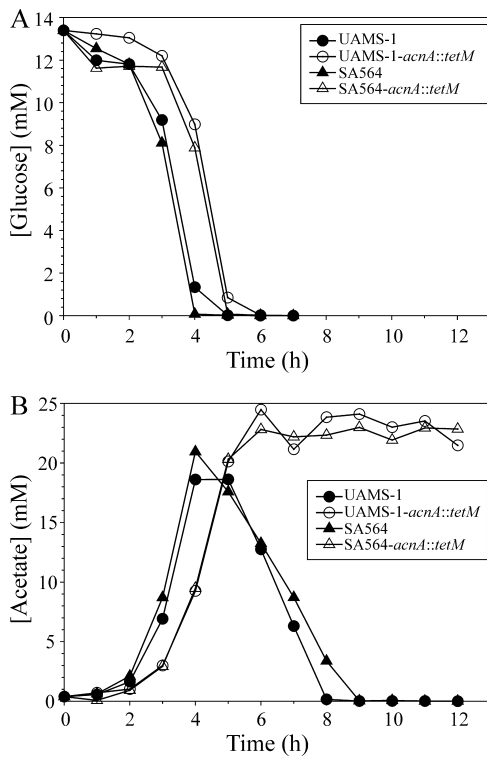 A
14
12
10
8
6
4
2
0
[Glucose] (mM)
UAMS-1
UAMS-1-acnA::tetM
SA564
SA564-acnA::tetM
0 2 4 6 8 10 12
Time (h)
B
25
20
15
10
5
0
[Acetate] (mM)
UAMS-1
UAMS-1-acnA::tetM
SA564
SA564-acnA::tetM
0 2 4 6 8 10 12
Time (h)